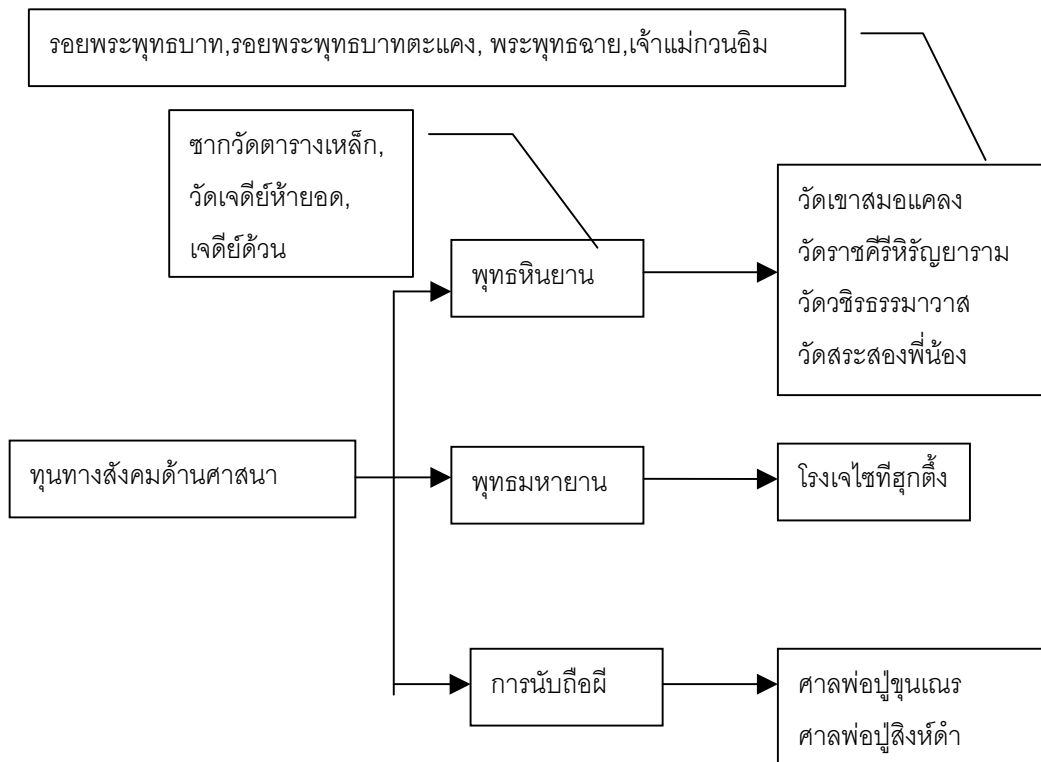 รอยพระพุทธบาท,รอยพระพุทธบาทตะแคง, พระพุทธฉาย,เจ้าแม่กวนอิม
ซากวัดตารางเหล็ก,
วัดเจดีย์ห้ายอด,
เจดีย์ด้วน
วัดเขาสมอแคลง
วัดราชคีรีหิรัญยาราม
วัดวชิรธรรมาวาส
วัดสระสองพี่น้อง
พุทธหินยาน
ทุนทางสังคมด้านศาสนา
พุทธมหายาน
โรงเจไซทีฮุกตึ้ง
การนับถือผี
ศาลพ่อปู่ขุนเณร
ศาลพ่อปู่สิงห์ดำ